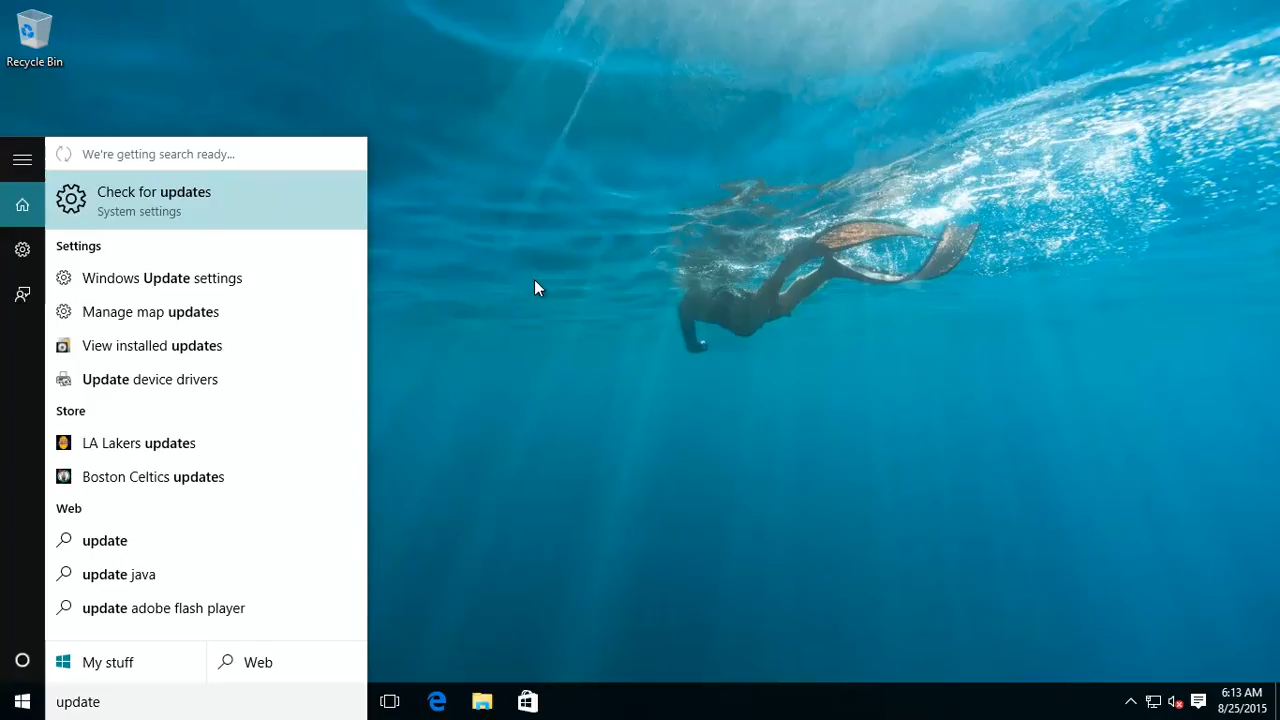 Recycle Bin
We're getting search ready...
Check for updates
System settings
Settings
Windows Update settings
Manage map updates
View installed updates
Update device drivers
Store
LA Lakers updates
Boston Celtics updates
Web
update
update java
update adobe flash player
My stuff
Web
update
6:13 AM
8/25/2015